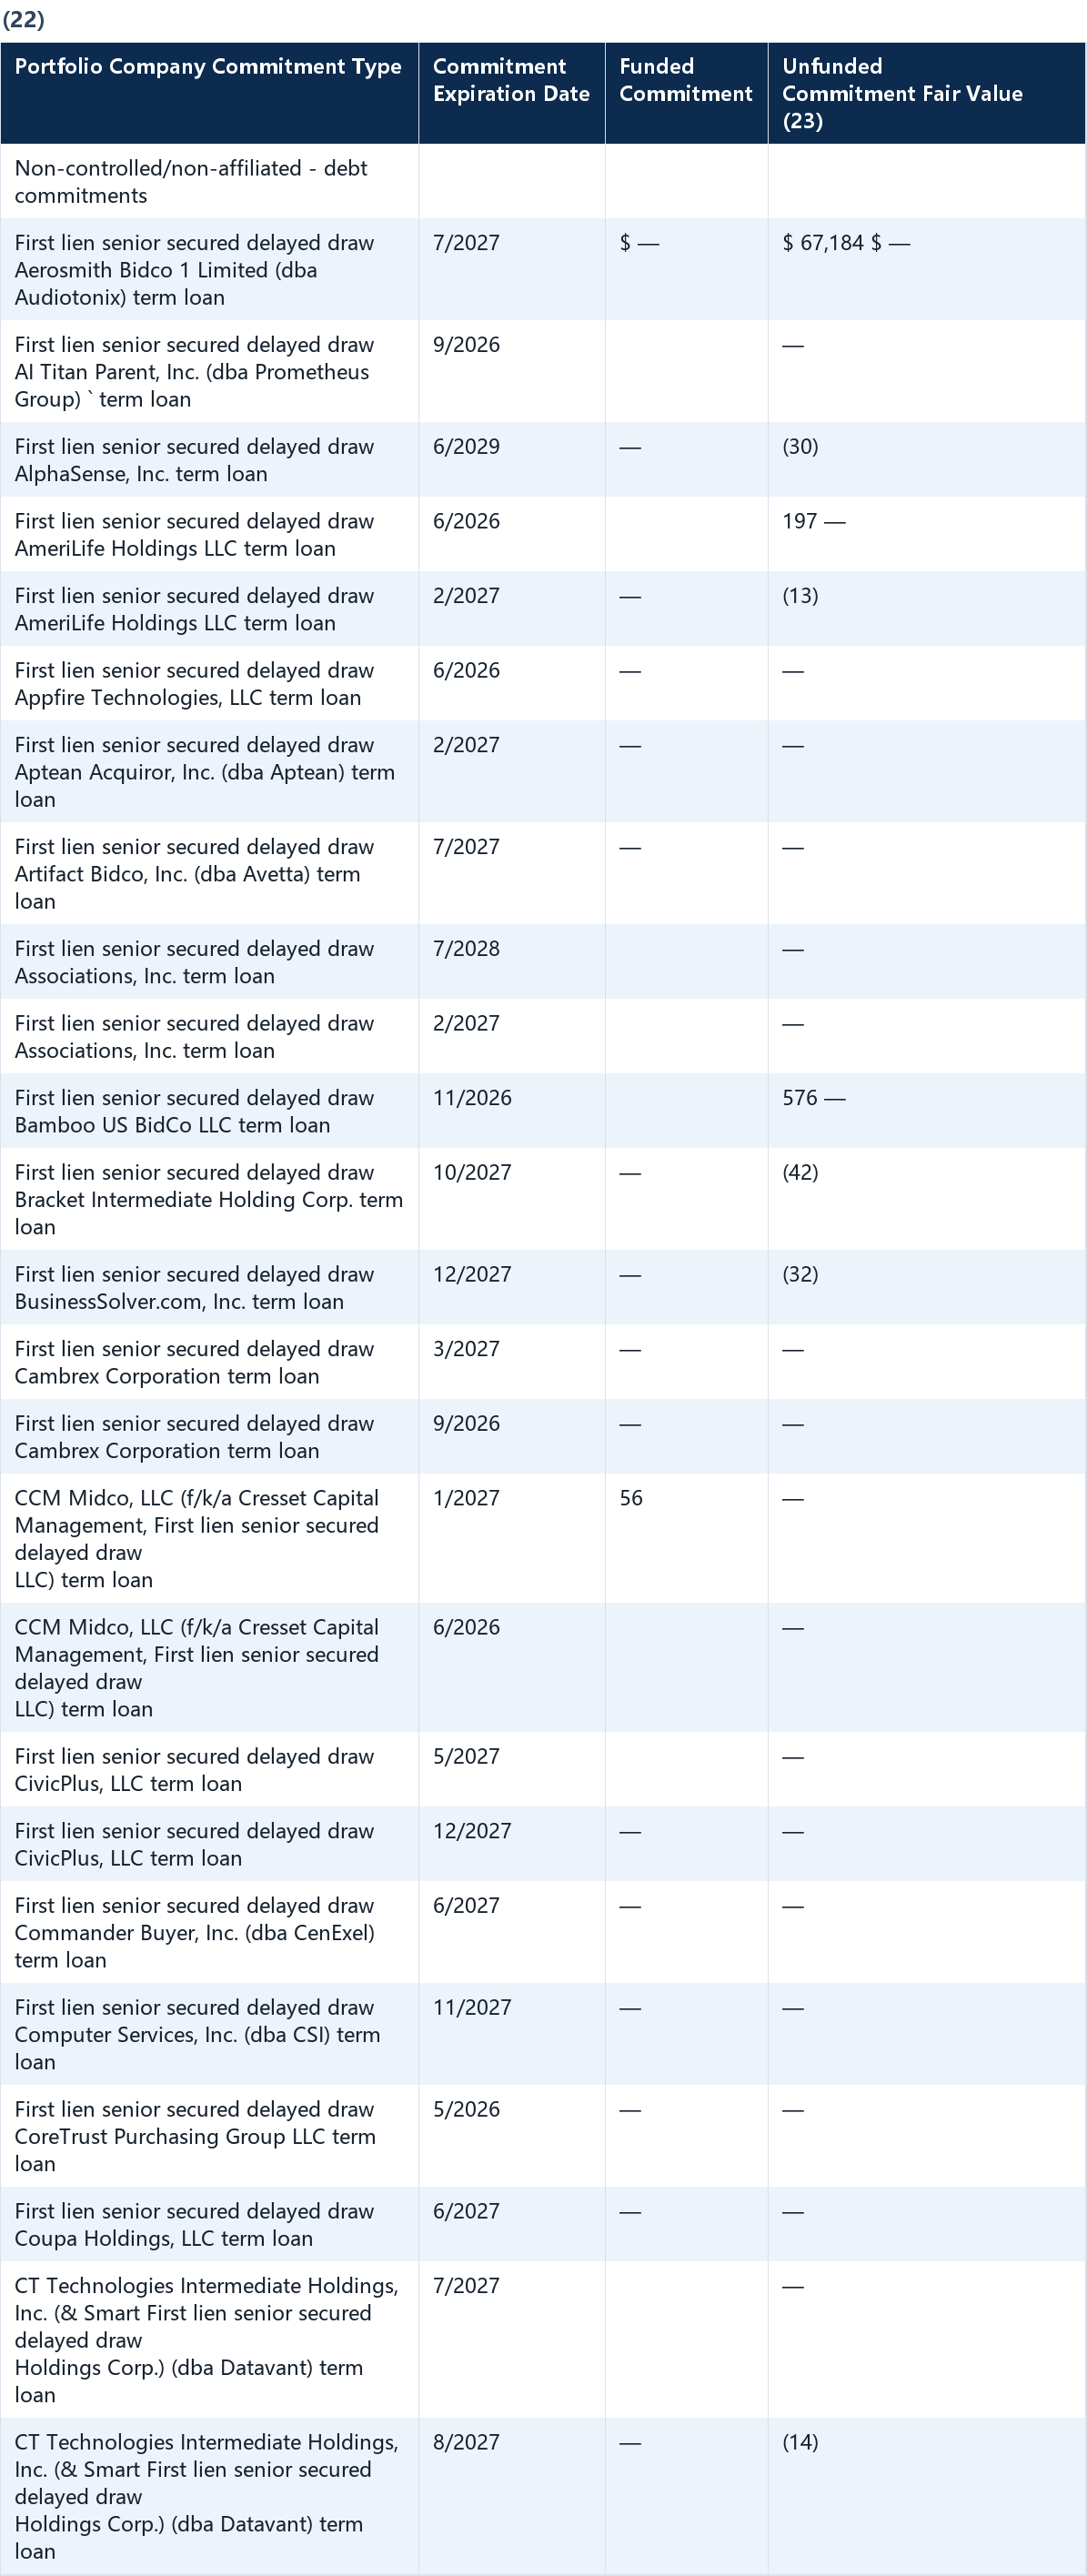 (22)
Portfolio Company Commitment Type
Commitment
Expiration Date
Funded
Commitment
Unfunded
Commitment Fair Value
(23)
Non-controlled/non-affiliated - debt
commitments
First lien senior secured delayed draw
Aerosmith Bidco 1 Limited (dba
Audiotonix) term loan
7/2027
$ —
$ 67,184 $ —
First lien senior secured delayed draw
AI Titan Parent, Inc. (dba Prometheus
Group) ` term loan
9/2026
—
First lien senior secured delayed draw
AlphaSense, Inc. term loan
6/2029
—
(30)
First lien senior secured delayed draw
AmeriLife Holdings LLC term loan
6/2026
197 —
First lien senior secured delayed draw
AmeriLife Holdings LLC term loan
2/2027
—
(13)
First lien senior secured delayed draw
Appfire Technologies, LLC term loan
6/2026
—
—
First lien senior secured delayed draw
Aptean Acquiror, Inc. (dba Aptean) term
loan
2/2027
—
—
First lien senior secured delayed draw
Artifact Bidco, Inc. (dba Avetta) term
loan
7/2027
—
—
First lien senior secured delayed draw
Associations, Inc. term loan
7/2028
—
First lien senior secured delayed draw
Associations, Inc. term loan
2/2027
—
First lien senior secured delayed draw
Bamboo US BidCo LLC term loan
11/2026
576 —
First lien senior secured delayed draw
Bracket Intermediate Holding Corp. term
loan
10/2027
—
(42)
First lien senior secured delayed draw
BusinessSolver.com, Inc. term loan
12/2027
—
(32)
First lien senior secured delayed draw
Cambrex Corporation term loan
3/2027
—
—
First lien senior secured delayed draw
Cambrex Corporation term loan
9/2026
—
—
CCM Midco, LLC (f/k/a Cresset Capital
Management, First lien senior secured
delayed draw
LLC) term loan
1/2027
56
—
CCM Midco, LLC (f/k/a Cresset Capital
Management, First lien senior secured
delayed draw
LLC) term loan
6/2026
—
First lien senior secured delayed draw
CivicPlus, LLC term loan
5/2027
—
First lien senior secured delayed draw
CivicPlus, LLC term loan
12/2027
—
—
First lien senior secured delayed draw
Commander Buyer, Inc. (dba CenExel)
term loan
6/2027
—
—
First lien senior secured delayed draw
Computer Services, Inc. (dba CSI) term
loan
11/2027
—
—
First lien senior secured delayed draw
CoreTrust Purchasing Group LLC term
loan
5/2026
—
—
First lien senior secured delayed draw
Coupa Holdings, LLC term loan
6/2027
—
—
CT Technologies Intermediate Holdings,
Inc. (& Smart First lien senior secured
delayed draw
Holdings Corp.) (dba Datavant) term
loan
7/2027
—
CT Technologies Intermediate Holdings,
Inc. (& Smart First lien senior secured
delayed draw
Holdings Corp.) (dba Datavant) term
loan
8/2027
—
(14)